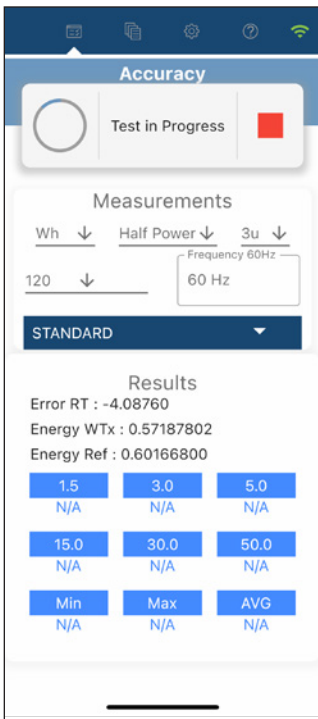 Accuracy
Test in Progress
Measurements
Wh Half Power 3u
Frequency 60Hz
120 60 Hz
STANDARD
Results
Error RT : -4.08760
Energy WTx : 0.57187802
Energy Ref : 0.60166800
1.5 3.0 5.0
N/A N/A N/A
15.0 30.0 50.0
N/A N/A N/A
Min Max AVG
N/A N/A N/A